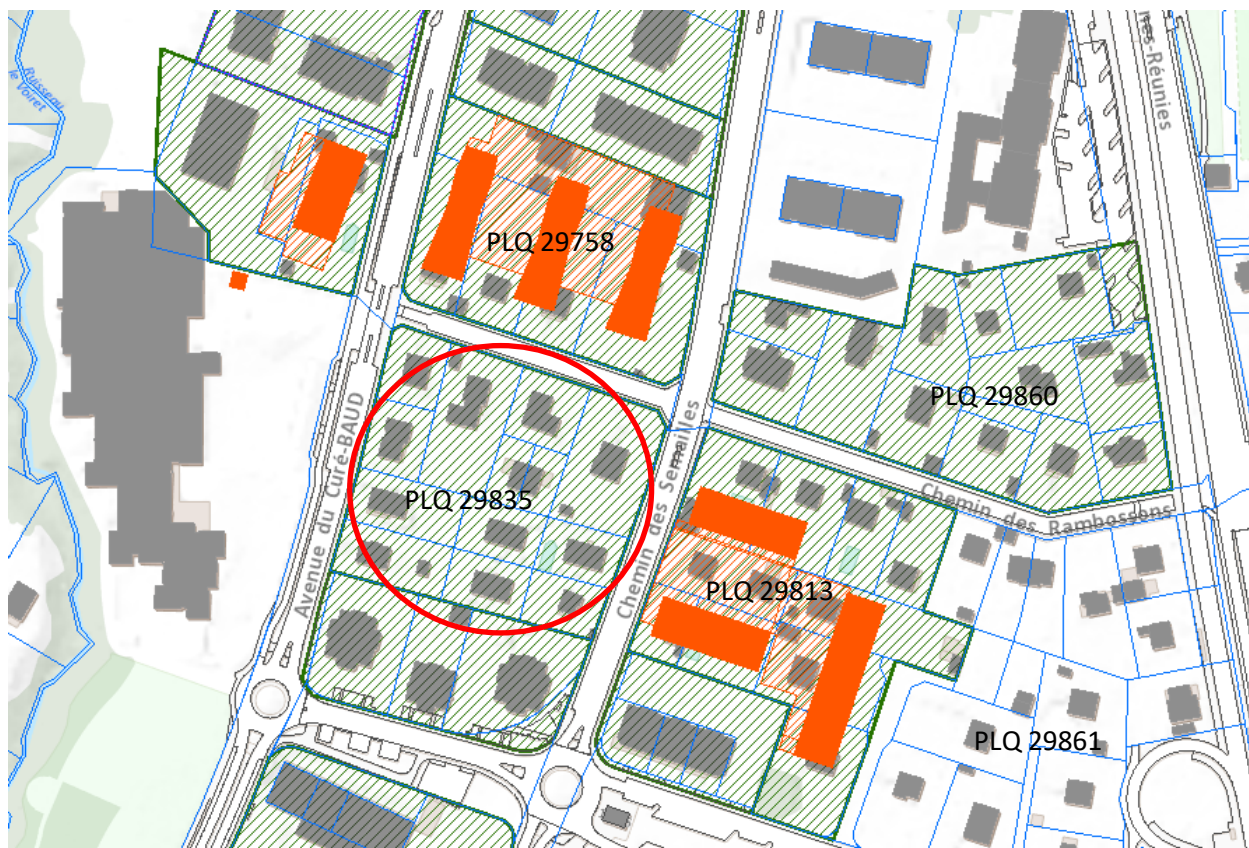 nes-Réunies
Ruisseau
le Voiret
PLQ 29758
PLQ 29860
Avenue du Curé-BAUD
PLQ 29835
Chemin des Semailles
Chemin des Rambossons
PLQ 29813
PLQ 29861